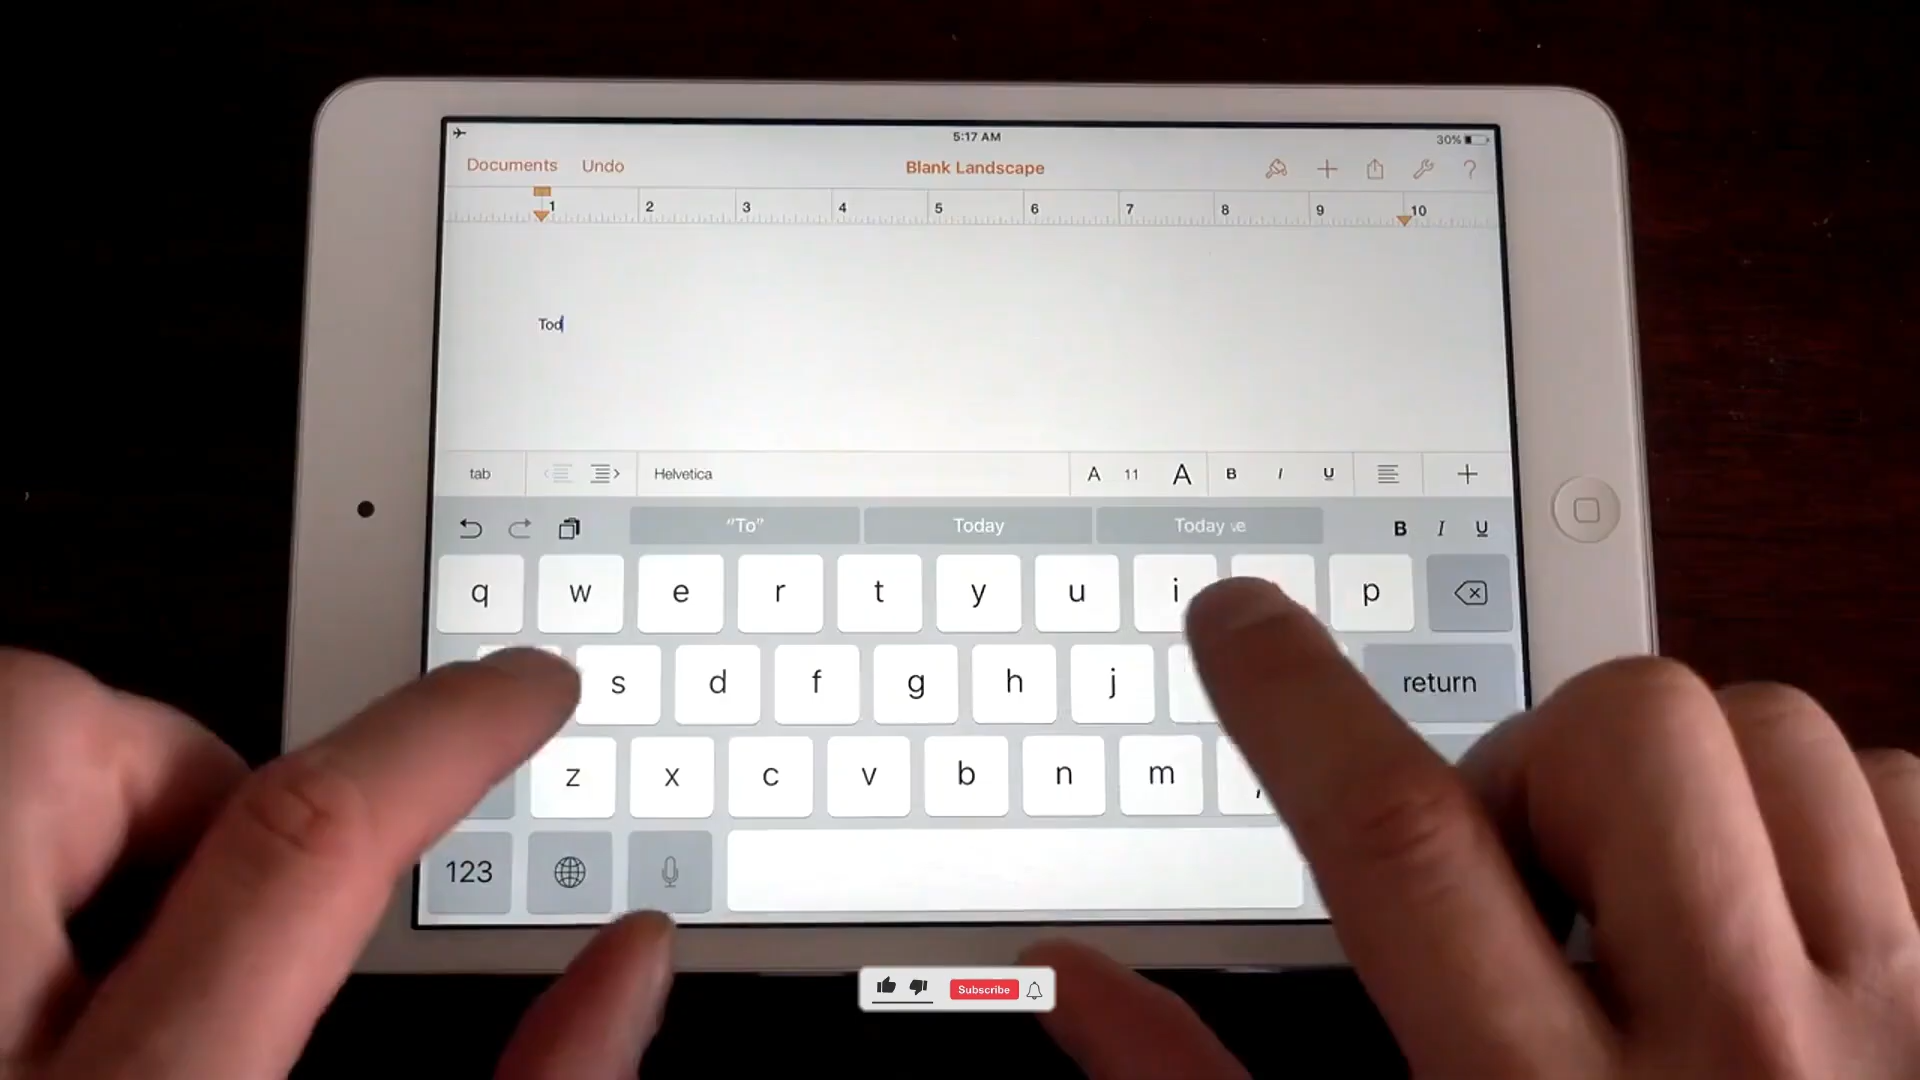 5:17 AM 30%
Documents Undo Blank Landscape ?
1 2 3 4 5 6 7 8 9 10
Tod
tab Helvetica A 11 A B I U
“To” Today Today B I U
q w e r t y u i p
s d f g h j return
z x c v b n m ,
123
Subscribe